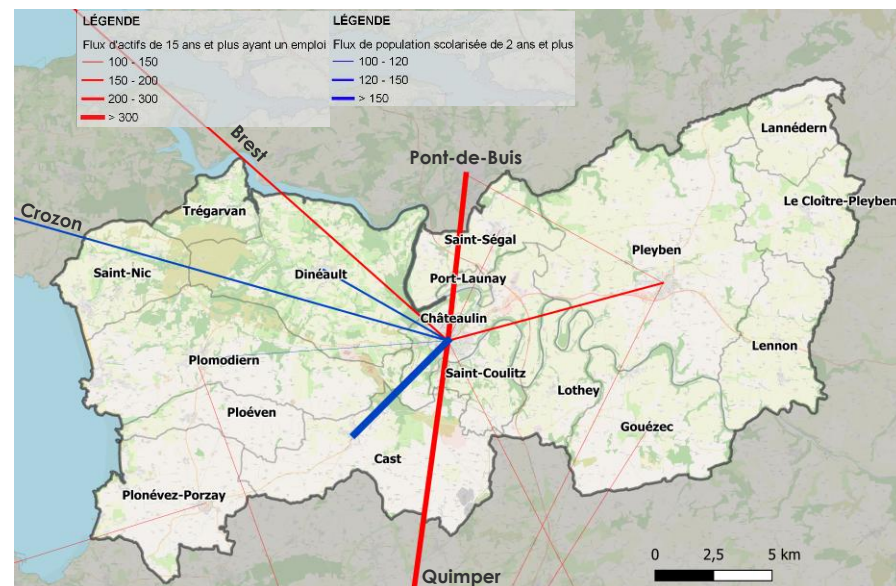 LÉGENDE
Flux d'actifs de 15 ans et plus ayant un emploi
100 - 150
150 - 200
200 - 300
> 300
LÉGENDE
Flux de population scolarisée de 2 ans et plus
100 - 120
120 - 150
> 150
Brest
Pont-de-Buis
Lannédern
Le Cloître-Pleyben
Crozon
Trégarvan
Saint-Ségal
Pleyben
Saint-Nic
Dinéault
Port-Launay
Châteaulin
Lennon
Plomodiern
Saint-Coulitz
Lothey
Ploéven
Gouézec
Cast
Plonévez-Porzay
0 2,5 5 km
Quimper